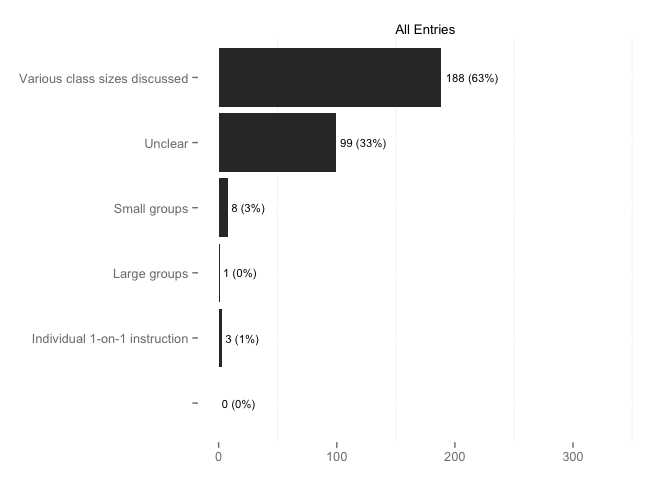 All Entries
Various class sizes discussed 188 (63%)
Unclear 99 (33%)
Small groups 8 (3%)
Large groups 1 (0%)
Individual 1-on-1 instruction 3 (1%)
0 (0%)
0 100 200 300